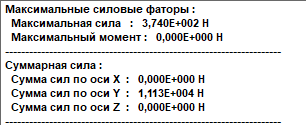 Максимальные силовые фаторы :
Максимальная сила : 3,740E+002 Н
Максимальный момент : 0,000E+000 Н
Суммарная сила :
Сумма сил по оси X : 0,000E+000 Н
Сумма сил по оси Y : 1,113E+004 Н
Сумма сил по оси Z : 0,000E+000 Н